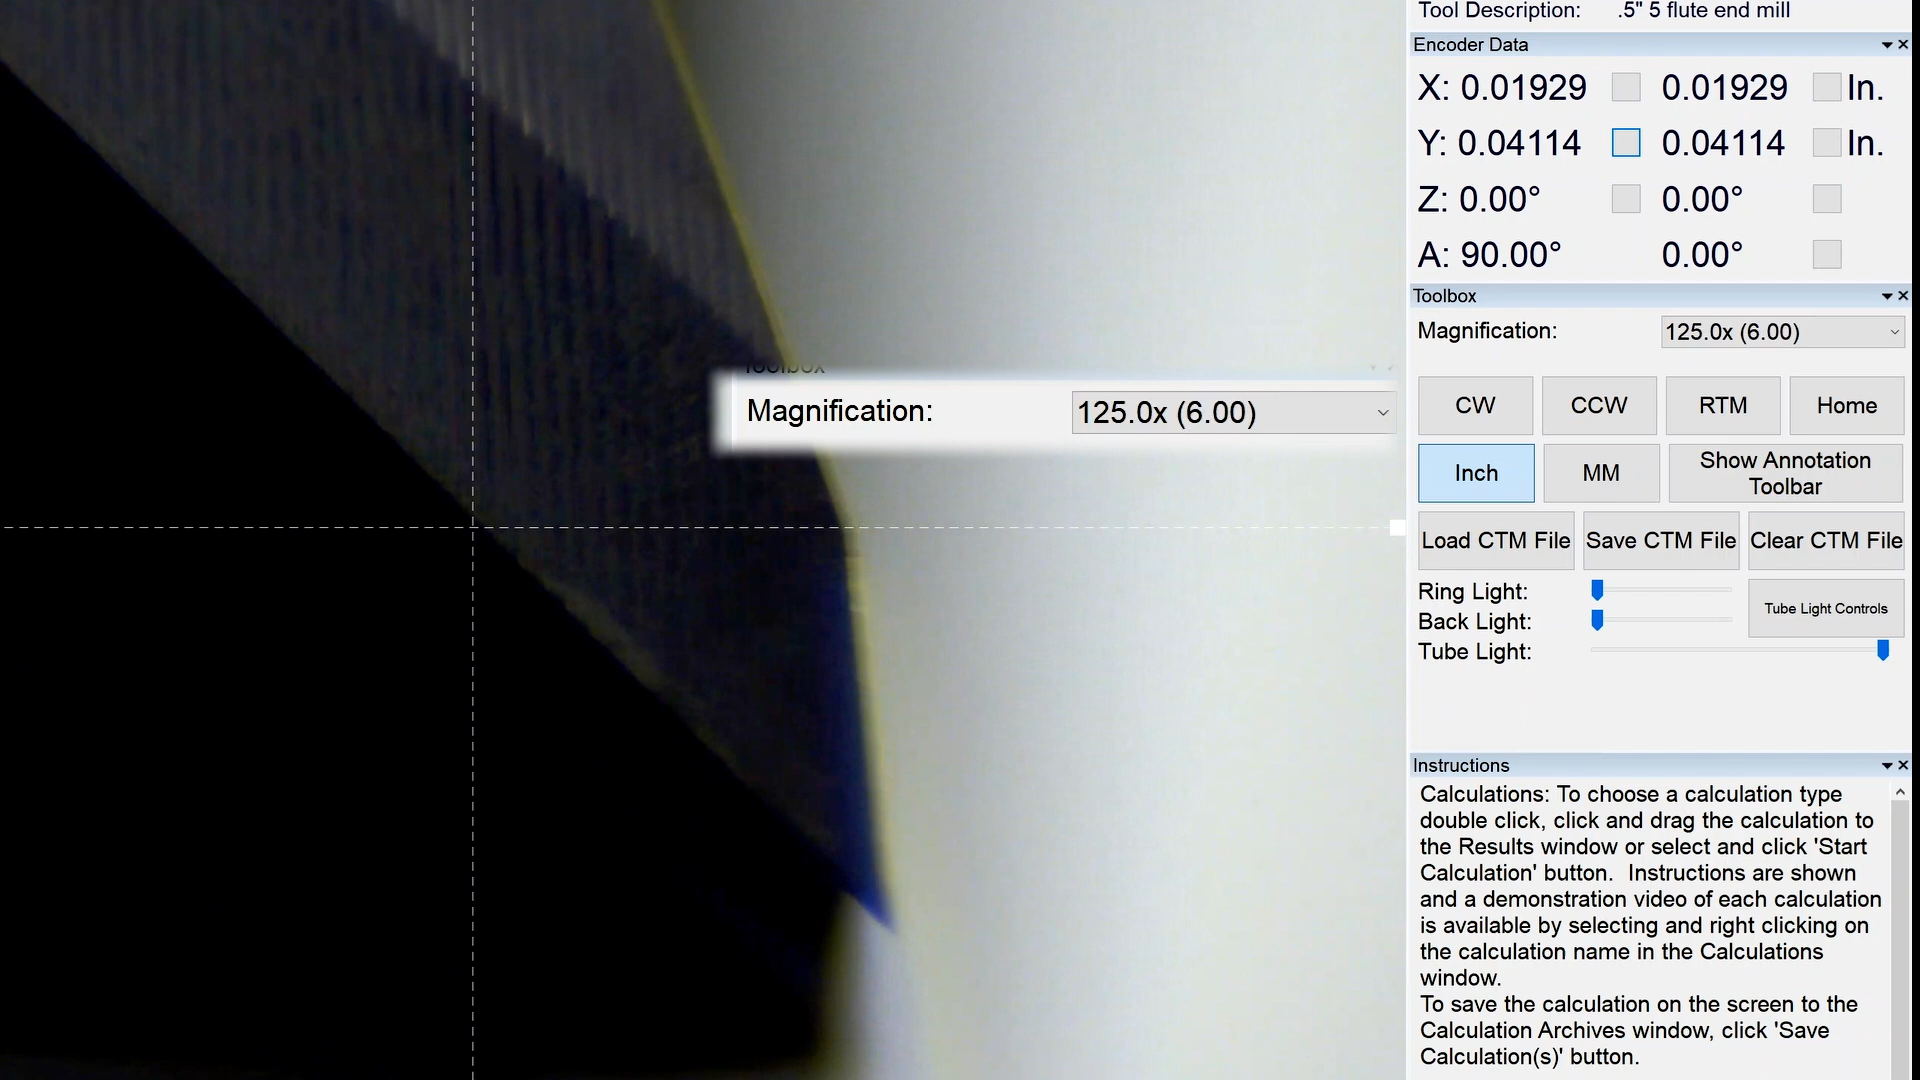 Tool Description: .5" 5 flute end mill
Encoder Data
X: 0.01929 0.01929 In.
Y: 0.04114 0.04114 In.
Z: 0.00° 0.00°
A: 90.00° 0.00°
Toolbox
Magnification: 125.0x (6.00)
CW CCW RTM Home
Inch MM Show Annotation
Toolbar
Load CTM File Save CTM File Clear CTM File
Ring Light:
Back Light:
Tube Light:
Tube Light Controls
Toolbox
Magnification: 125.0x (6.00)
Instructions
Calculations: To choose a calculation type
double click, click and drag the calculation to
the Results window or select and click 'Start
Calculation' button.  Instructions are shown
and a demonstration video of each calculation
is available by selecting and right clicking on
the calculation name in the Calculations
window.
To save the calculation on the screen to the
Calculation Archives window, click 'Save
Calculation(s)' button.